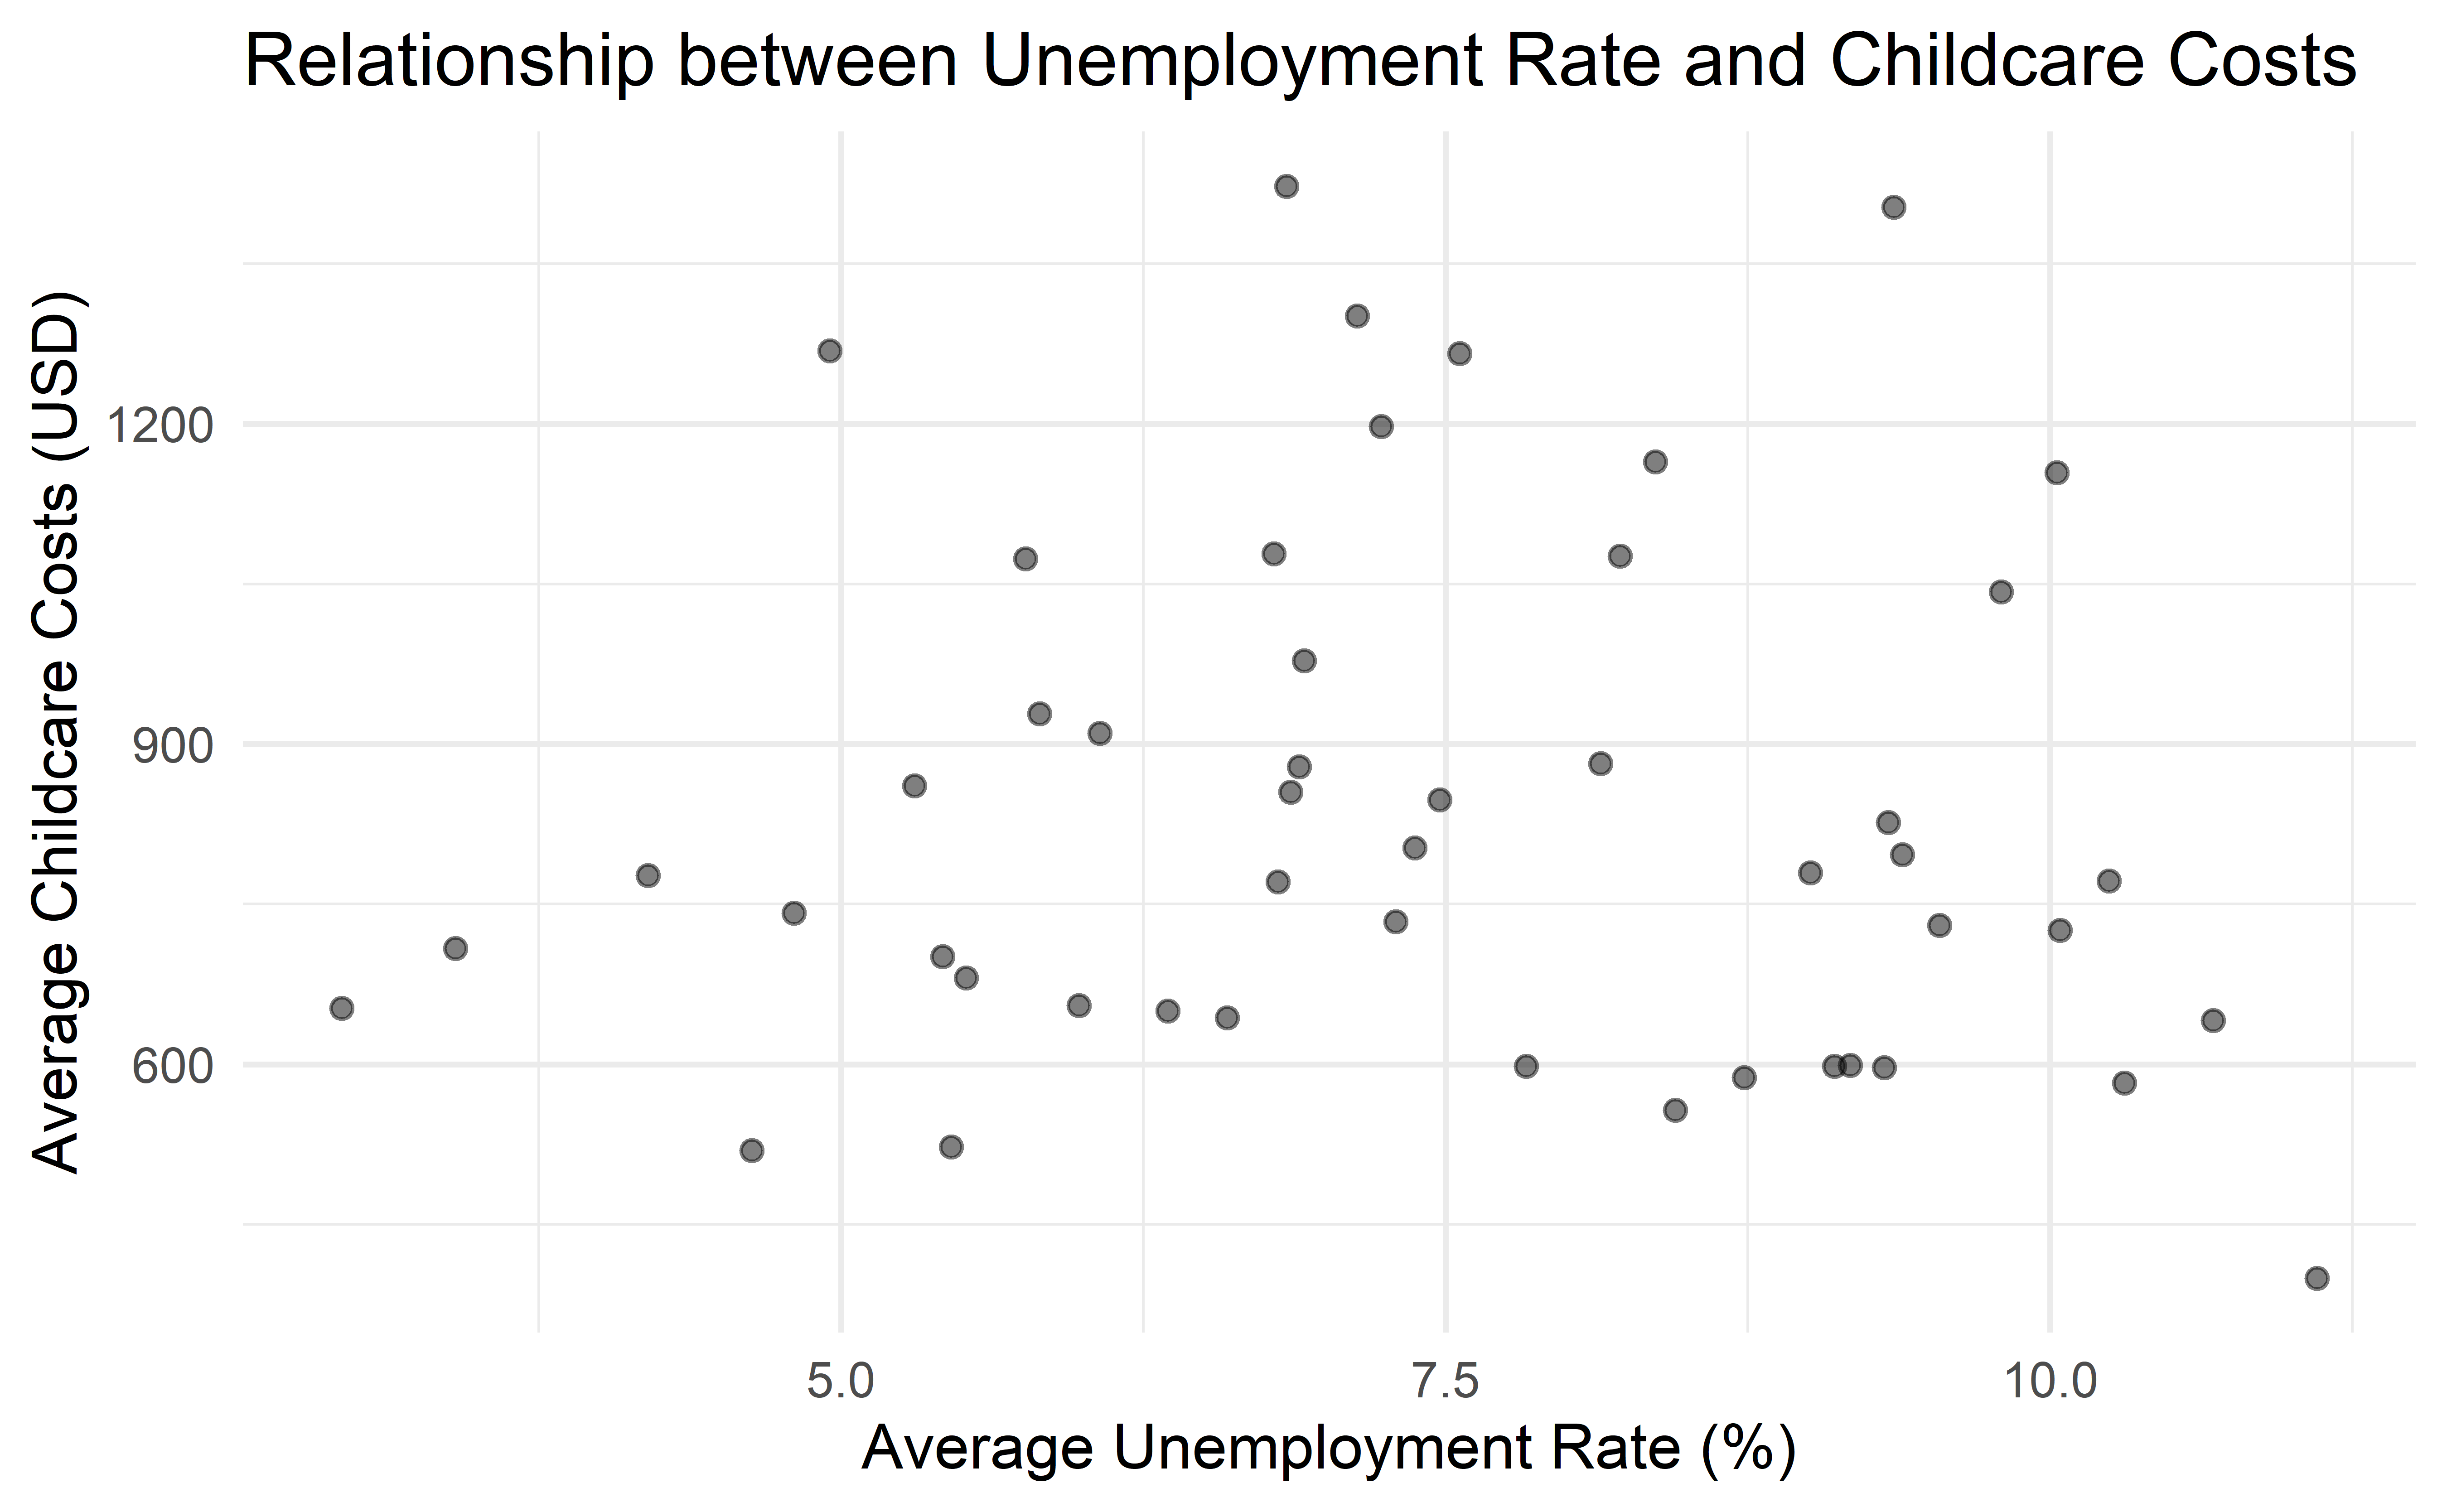 Relationship between Unemployment Rate and Childcare Costs
Average Childcare Costs (USD)
1200
900
600
5.0 7.5 10.0
Average Unemployment Rate (%)